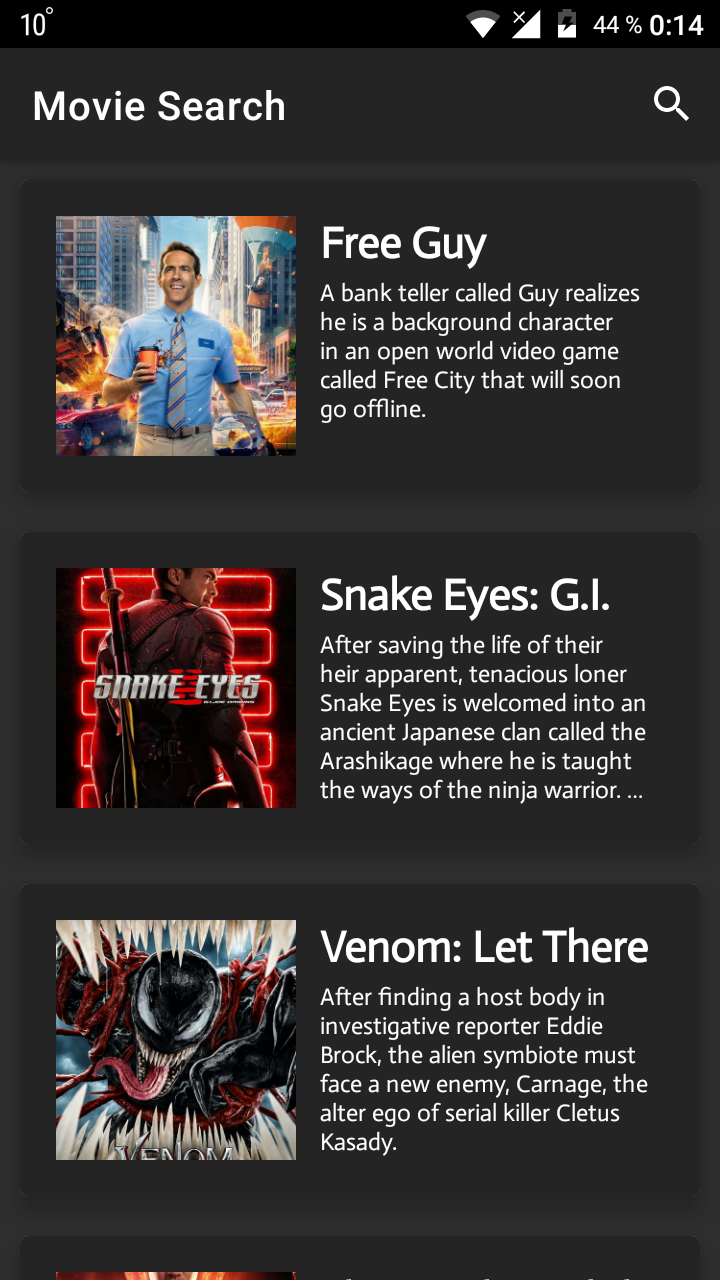 10°
44 % 0:14
Movie Search
Free Guy
A bank teller called Guy realizes
he is a background character
in an open world video game
called Free City that will soon
go offline.
SNAKE EYES
G.I. JOE ORIGINS
Snake Eyes: G.I.
After saving the life of their
heir apparent, tenacious loner
Snake Eyes is welcomed into an
ancient Japanese clan called the
Arashikage where he is taught
the ways of the ninja warrior. ...
VENOM
Venom: Let There
After finding a host body in
investigative reporter Eddie
Brock, the alien symbiote must
face a new enemy, Carnage, the
alter ego of serial killer Cletus
Kasady.